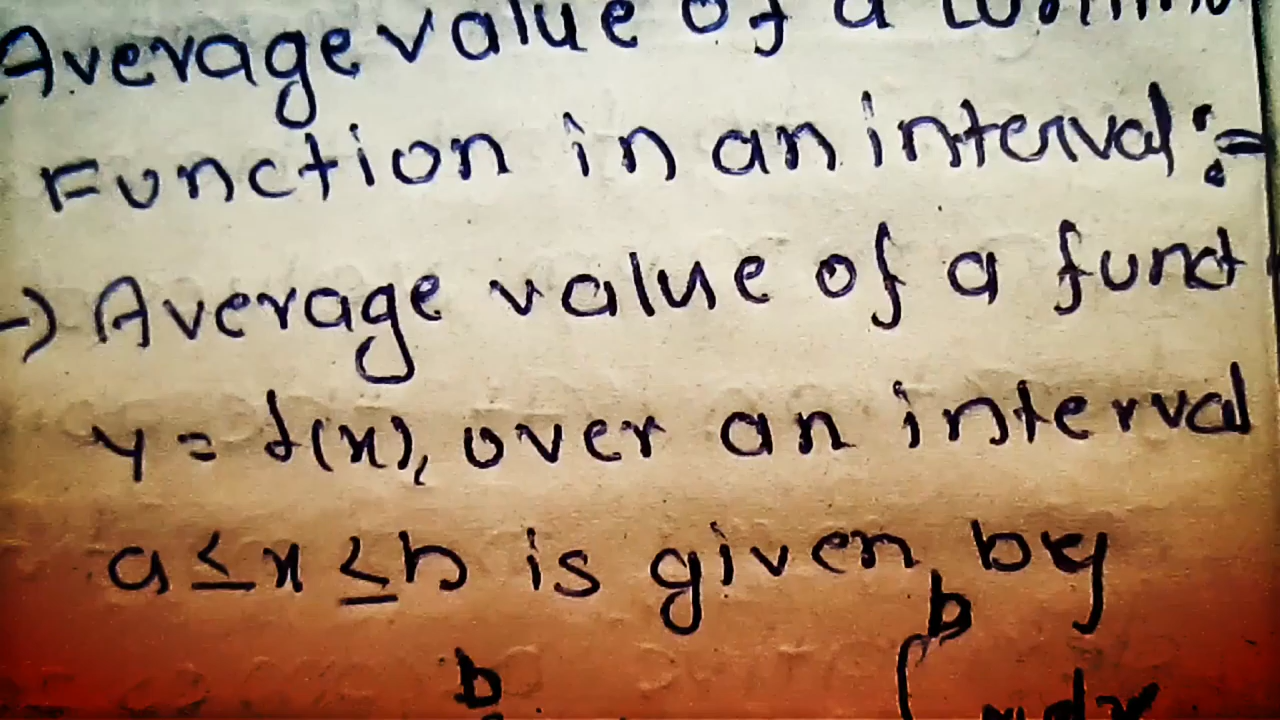 Average value of a
Function in an interval :=
→ Average value of a funct
y = f(x), over an interval
a ≤ x ≤ b is given by
b b